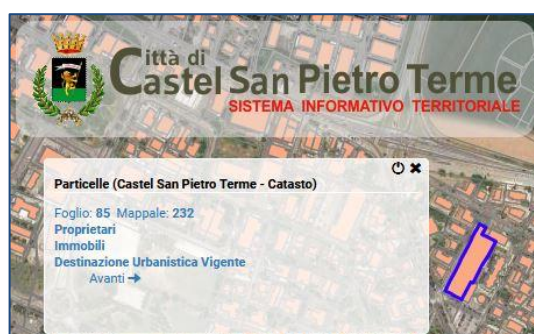 Città di
Castel San Pietro Terme
SISTEMA INFORMATIVO TERRITORIALE
Particelle (Castel San Pietro Terme - Catasto)
Foglio: 85 Mappale: 232
Proprietari
Immobili
Destinazione Urbanistica Vigente
Avanti